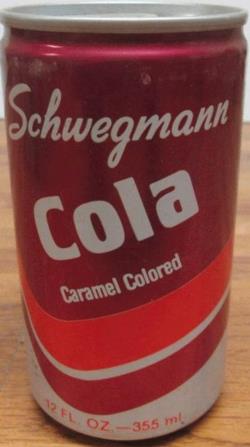 Schwegmann
Cola
Caramel Colored
12 FL. OZ.—355 ml.